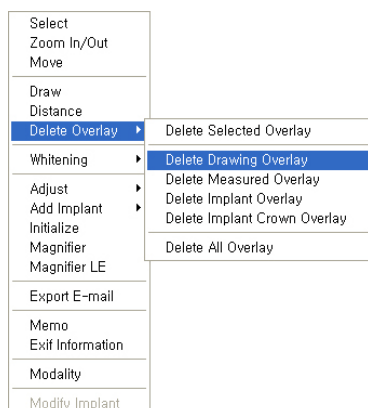 Select
Zoom In/Out
Move
Draw
Distance
Delete Overlay
Whitening
Adjust
Add Implant
Initialize
Magnifier
Magnifier LE
Export E-mail
Memo
Exif Information
Modality
Modify Implant
Delete Selected Overlay
Delete Drawing Overlay
Delete Measured Overlay
Delete Implant Overlay
Delete Implant Crown Overlay
Delete All Overlay